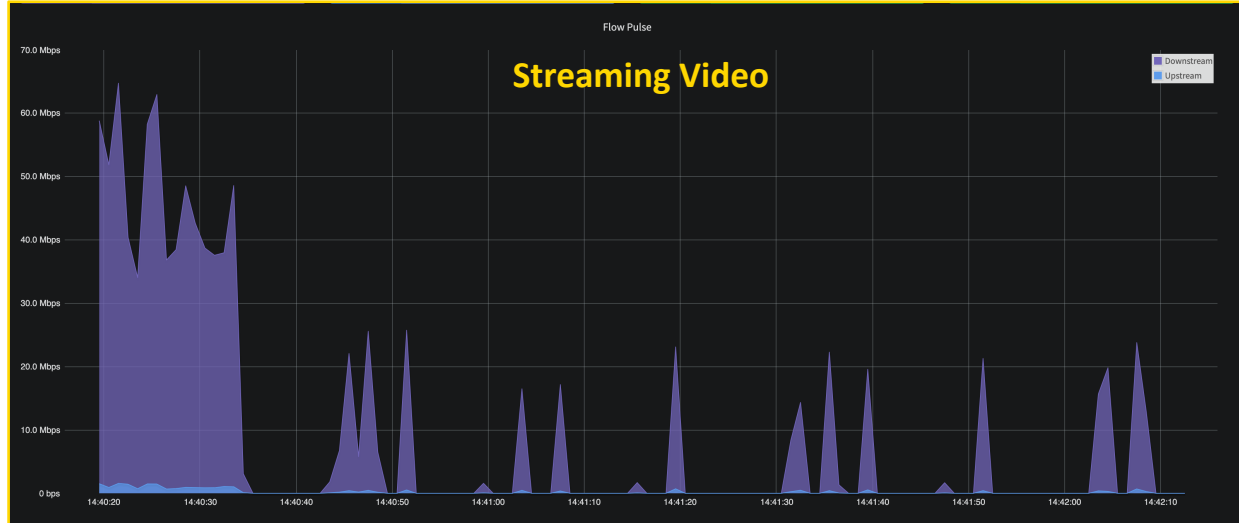 Flow Pulse
70.0 Mbps
Streaming Video
Downstream
Upstream
60.0 Mbps
50.0 Mbps
40.0 Mbps
30.0 Mbps
20.0 Mbps
10.0 Mbps
0 bps
14:40:20 14:40:30 14:40:40 14:40:50 14:41:00 14:41:10 14:41:20 14:41:30 14:41:40 14:41:50 14:42:00 14:42:10